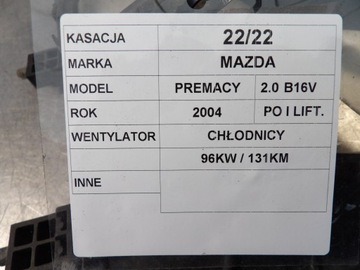 KASACJA 22/22
MARKA MAZDA
MODEL PREMACY 2.0 B16V
ROK 2004 PO I LIFT.
WENTYLATOR CHŁODNICY
96KW / 131KM
INNE